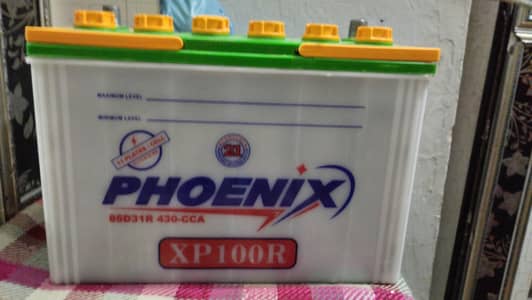 MAXIMUM LEVEL
MINIMUM LEVEL
PHOENIX
95D31R 430-CCA
XP100R